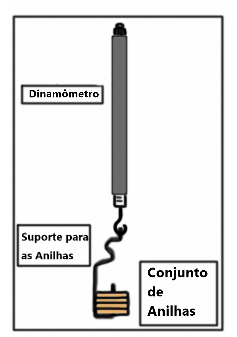 Dinamômetro
Suporte para
as Anilhas
Conjunto
de
Anilhas